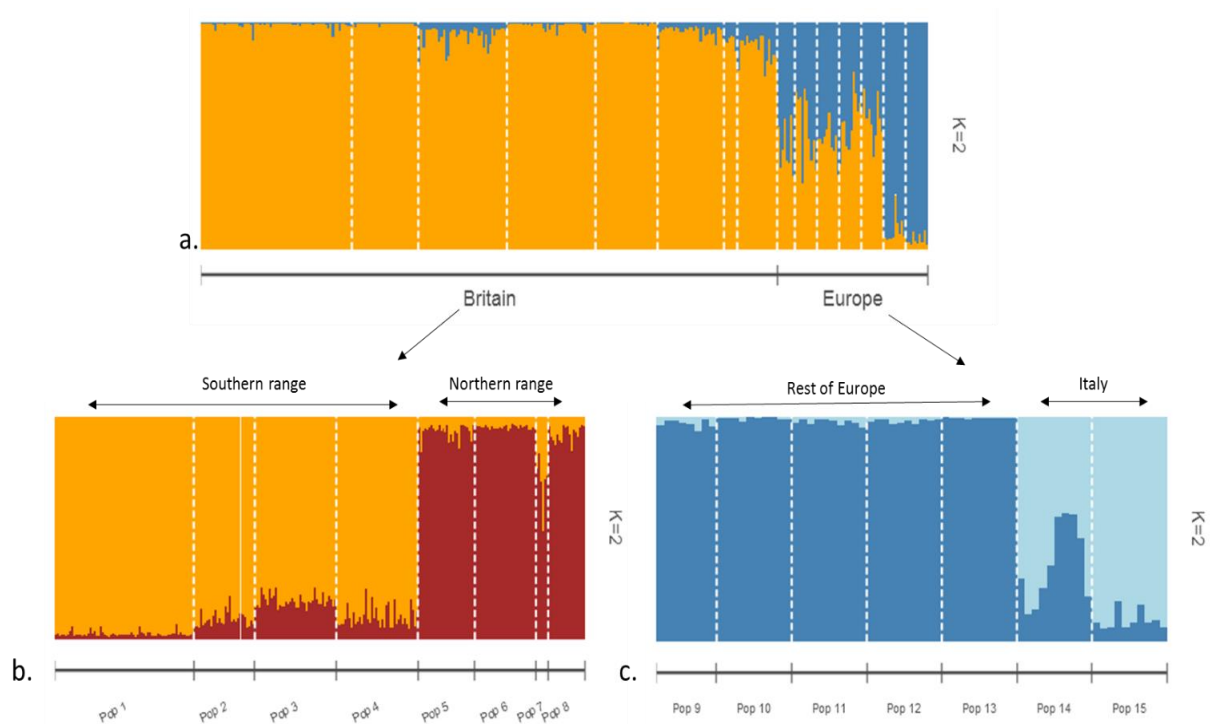 K=2
a.
Britain
Europe
Southern range
Northern range
Rest of Europe
Italy
K=2
K=2
b.
c.
Pop 1
Pop 2
Pop 3
Pop 4
Pop 5
Pop 6
Pop 7
Pop 8
Pop 9
Pop 10
Pop 11
Pop 12
Pop 13
Pop 14
Pop 15